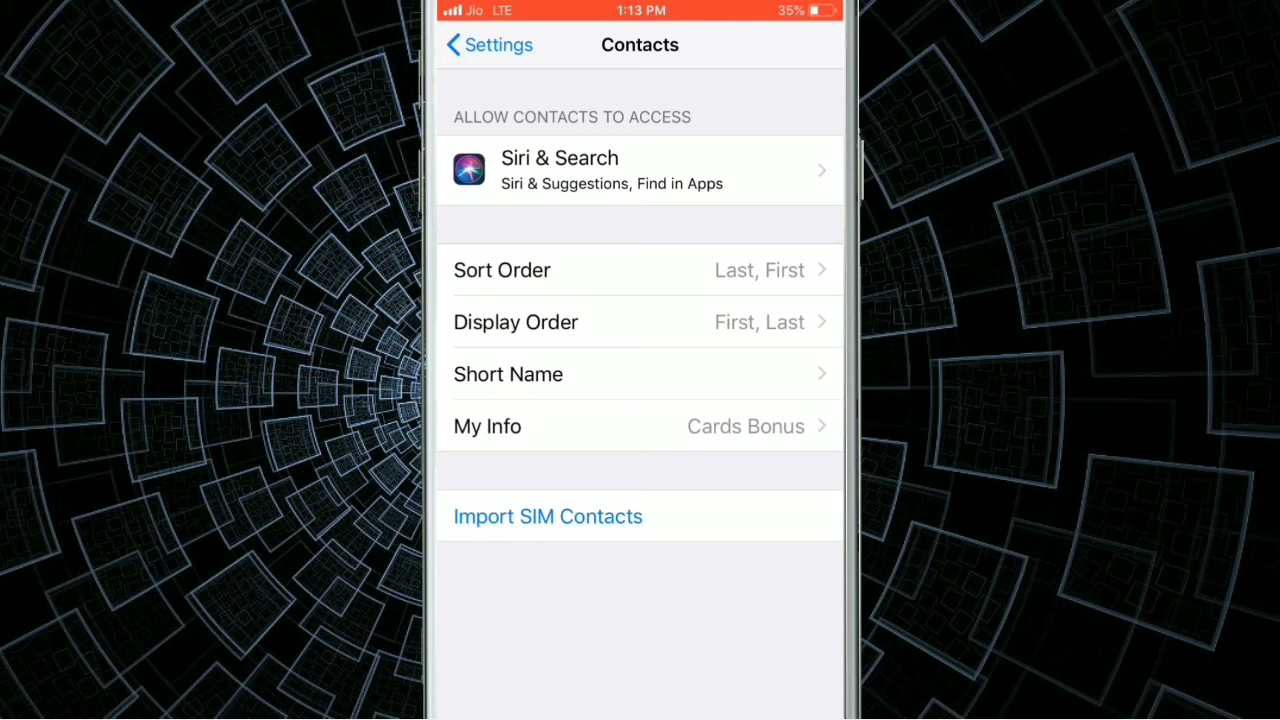 Jio LTE 1:13 PM 35%
Settings Contacts
ALLOW CONTACTS TO ACCESS
Siri & Search
Siri & Suggestions, Find in Apps
Sort Order Last, First
Display Order First, Last
Short Name
My Info Cards Bonus
Import SIM Contacts